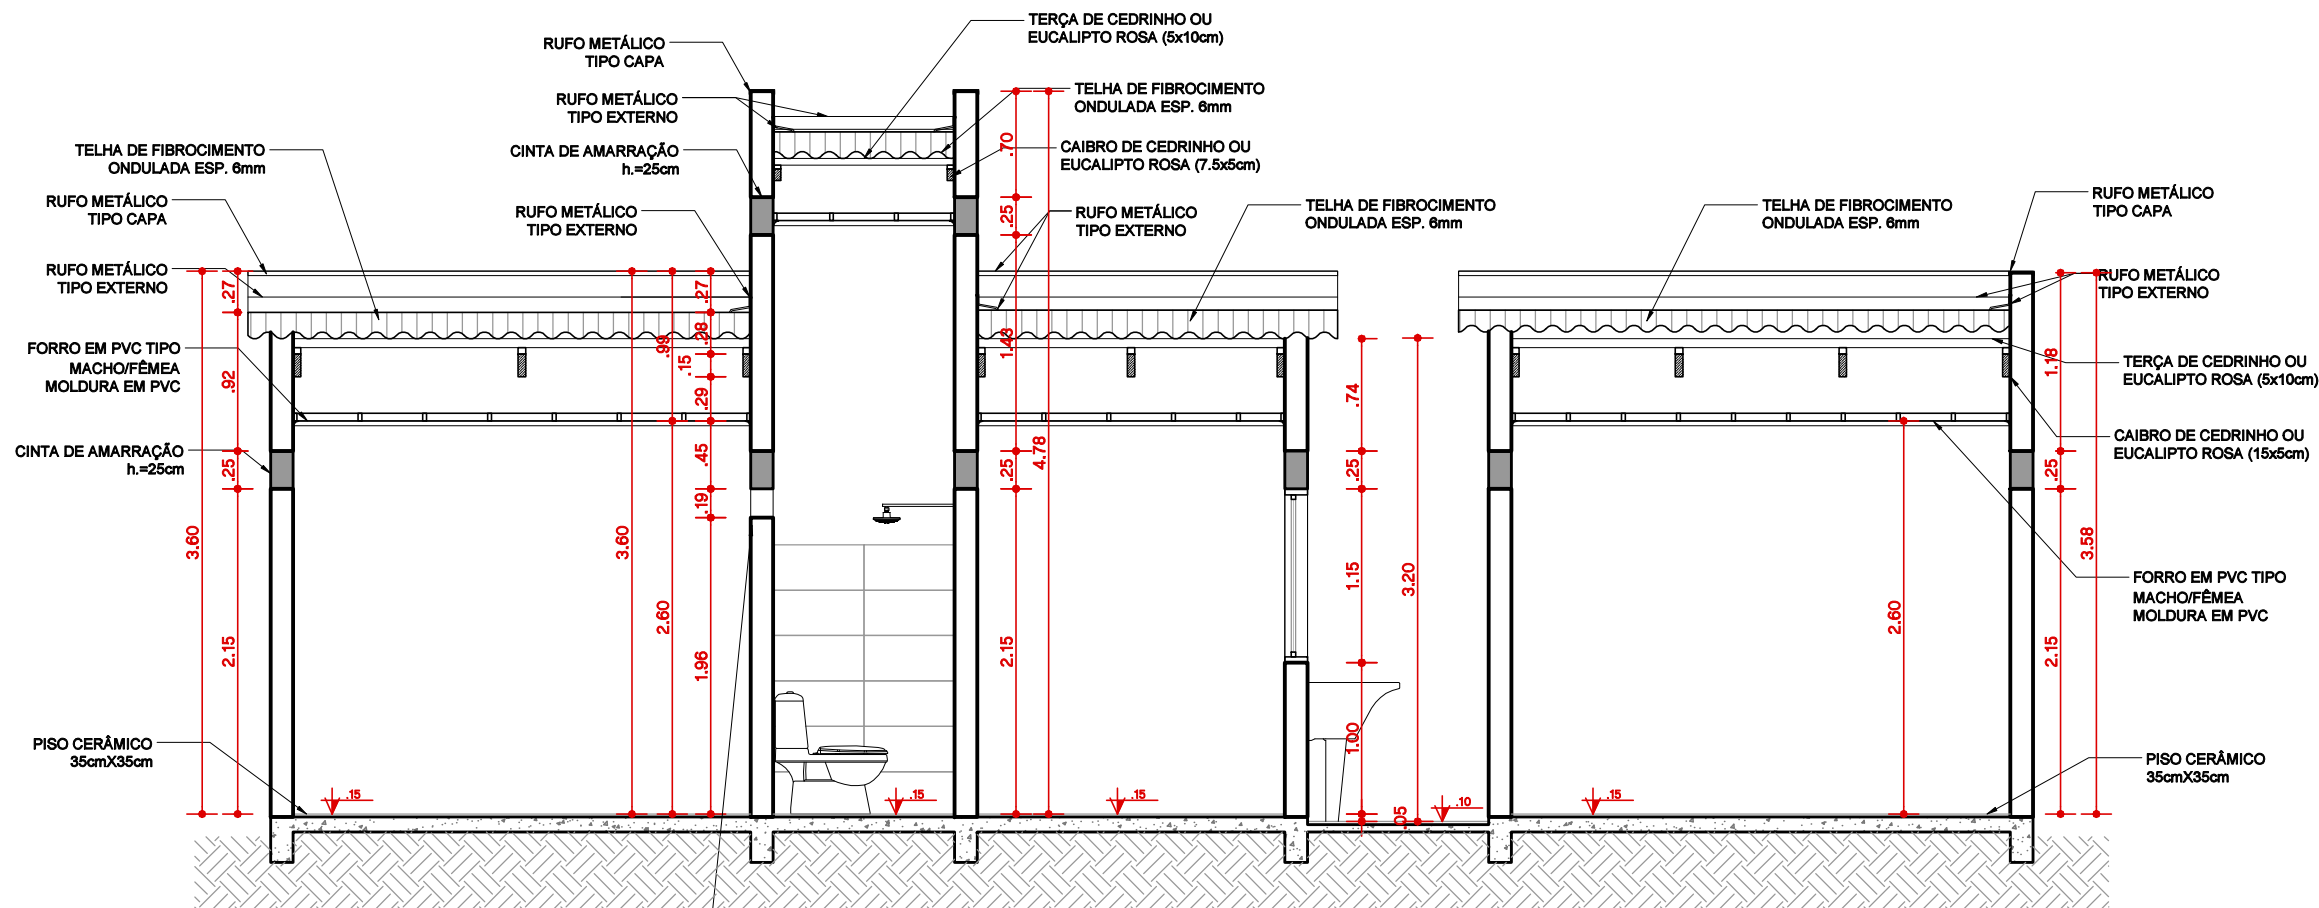 TERÇA DE CEDRINHO OU
EUCALIPTO ROSA (5x10cm)
RUFO METÁLICO
TIPO CAPA
RUFO METÁLICO
TIPO EXTERNO
TELHA DE FIBROCIMENTO
ONDULADA ESP. 6mm
CINTA DE AMARRAÇÃO
h.=25cm
CAIBRO DE CEDRINHO OU
EUCALIPTO ROSA (7.5x5cm)
TELHA DE FIBROCIMENTO
ONDULADA ESP. 6mm
RUFO METÁLICO
TIPO CAPA
RUFO METÁLICO
TIPO EXTERNO
RUFO METÁLICO
TIPO EXTERNO
TELHA DE FIBROCIMENTO
ONDULADA ESP. 6mm
TELHA DE FIBROCIMENTO
ONDULADA ESP. 6mm
RUFO METÁLICO
TIPO CAPA
RUFO METÁLICO
TIPO EXTERNO
RUFO METÁLICO
TIPO EXTERNO
FORRO EM PVC TIPO
MACHO/FÊMEA
MOLDURA EM PVC
TERÇA DE CEDRINHO OU
EUCALIPTO ROSA (5x10cm)
CINTA DE AMARRAÇÃO
h.=25cm
CAIBRO DE CEDRINHO OU
EUCALIPTO ROSA (15x5cm)
FORRO EM PVC TIPO
MACHO/FÊMEA
MOLDURA EM PVC
PISO CERÂMICO
35cmX35cm
PISO CERÂMICO
35cmX35cm
3.60
.27
.92
.25
2.15
3.60
.99
2.60
.27
.28
.15
.29
.45
.19
1.96
.70
.25
1.43
.25
2.15
4.78
.74
.25
1.15
1.00
.05
3.20
2.60
1.18
.25
2.15
3.58
.15
.15
.15
.10
.15